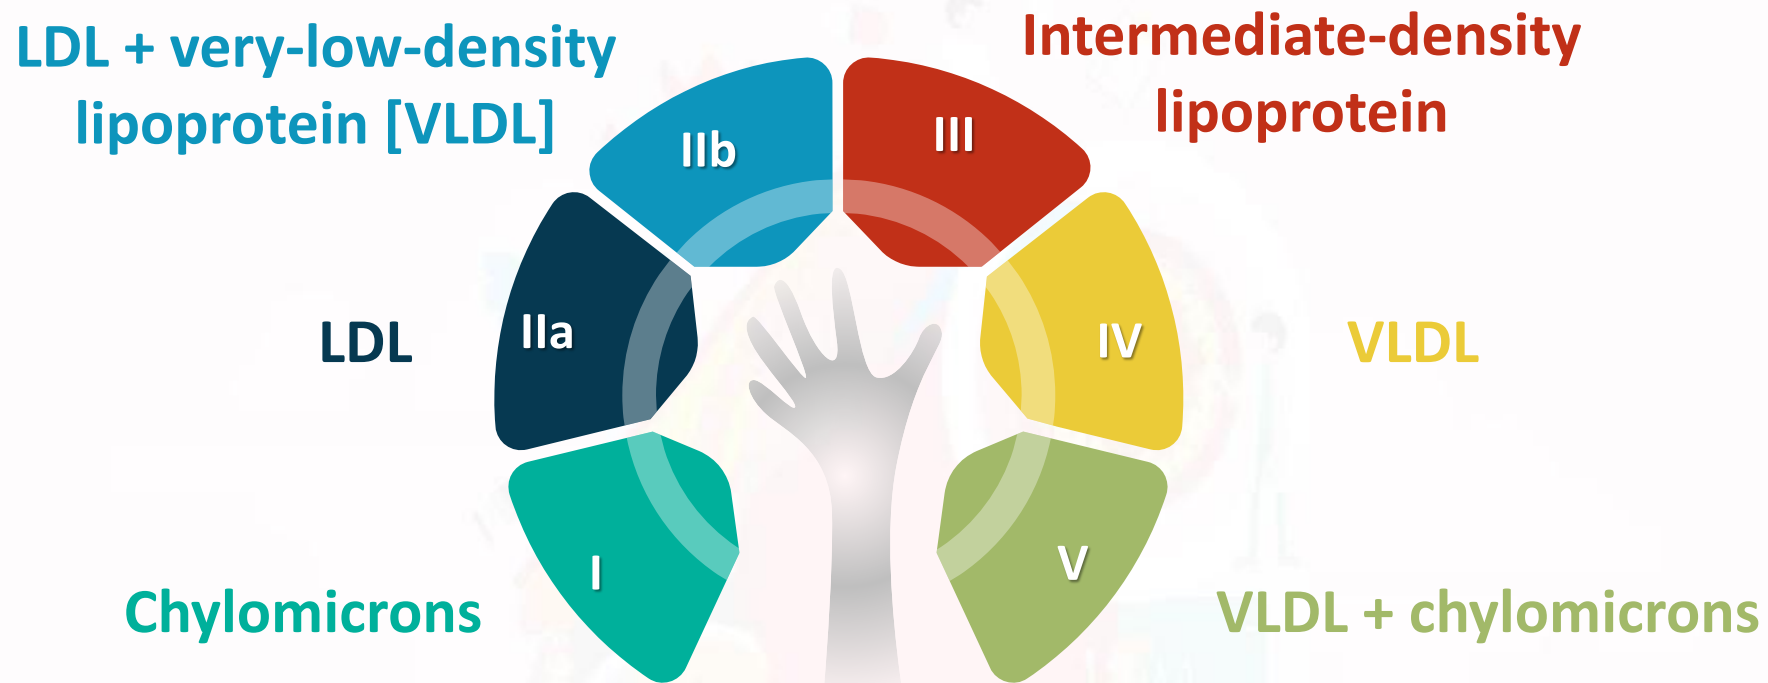 LDL + very-low-density
lipoprotein [VLDL]
Intermediate-density
lipoprotein
IIb
III
LDL
IIa
IV
VLDL
Chylomicrons
I
V
VLDL + chylomicrons